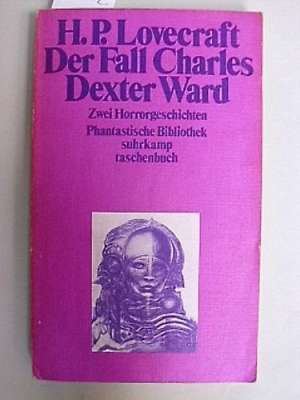 H. P. Lovecraft
Der Fall Charles
Dexter Ward
Zwei Horrorgeschichten
Phantastische Bibliothek
suhrkamp
taschenbuch